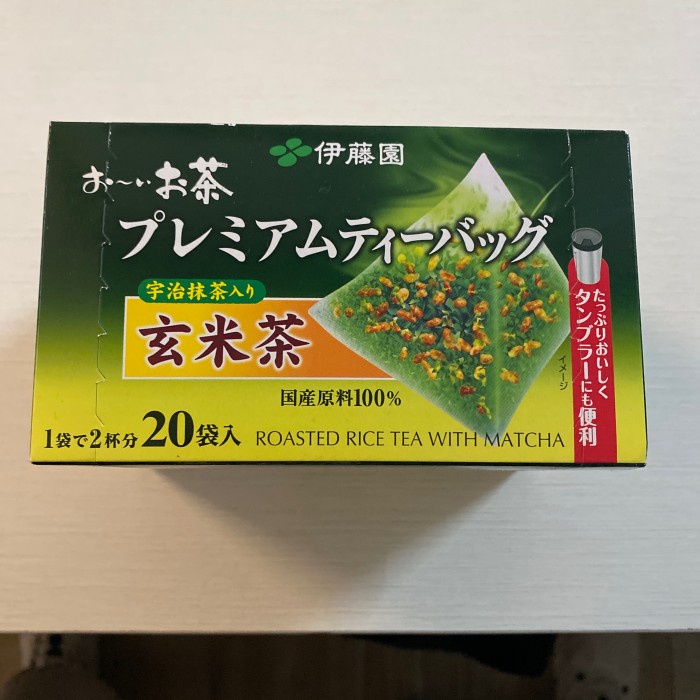 伊藤園
お～いお茶
プレミアムティーバッグ
宇治抹茶入り
玄米茶
国産原料100%
1袋で2杯分20袋入
ROASTED RICE TEA WITH MATCHA
イメージ
たっぷりおいしく
タンブラーにも便利